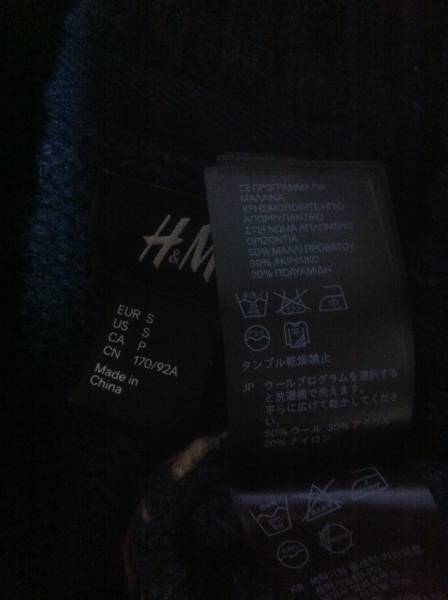 H&M
EUR S
US S
CA P
CN 170/92A
Made in
China
ΣΕ ΠΡΟΓΡΑΜΜΑ ΓΙΑ
ΜΑΛΛΙΝΑ
ΧΡΗΣΙΜΟΠΟΙΕΙΤΕ ΗΠΙΟ
ΑΠΟΡΡΥΠΑΝΤΙΚΟ
ΣΤΕΓΝΩΜΑ ΑΠΛΩΜΕΝΟ
ΟΡΙΖΟΝΤΙΑ
50% ΜΑΛΛΙ ΠΡΟΒΑΤΟΥ
30% ΑΚΡΥΛΙΚΟ
20% ΠΟΛΥΑΜΙΔΗ
タンブル乾燥禁止
JP ウールプログラムを選択する
と洗濯機で洗えます。
平らに広げて乾かしてくださ
い。
50% ウール 30% アクリル
20% ナイロン